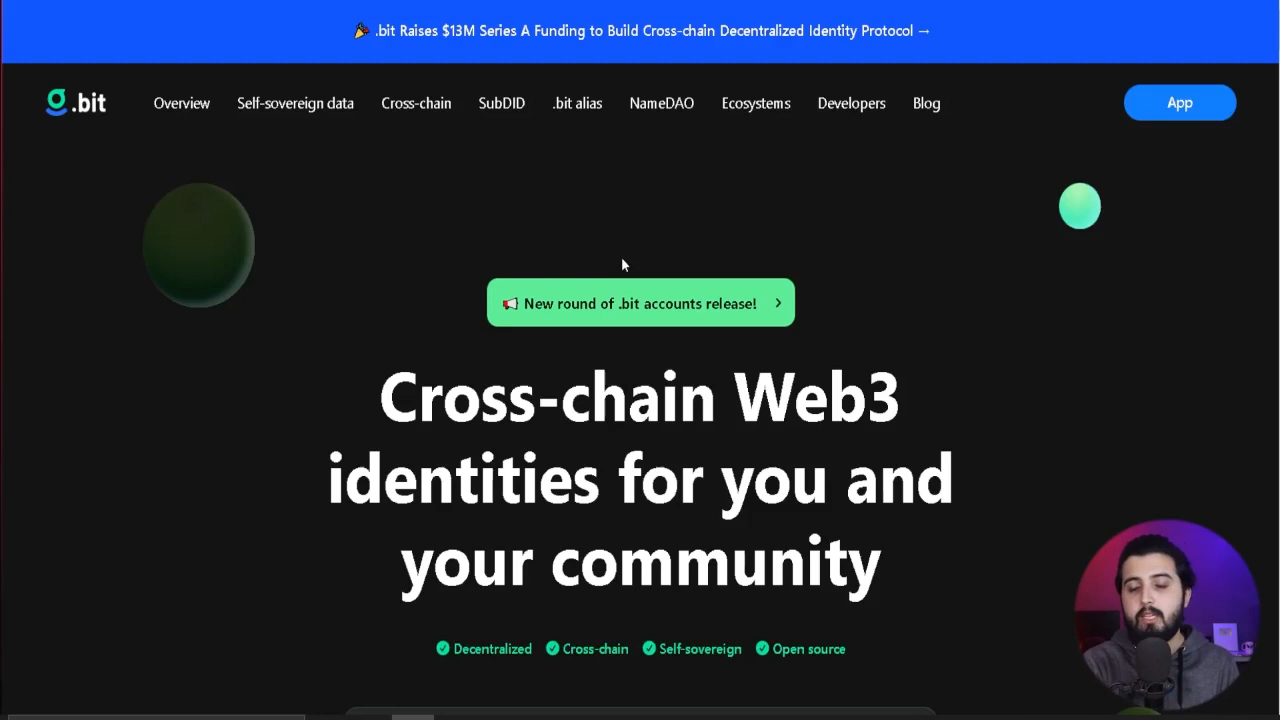 .bit Raises $13M Series A Funding to Build Cross-chain Decentralized Identity Protocol →
.bit Overview Self-sovereign data Cross-chain SubDID .bit alias NameDAO Ecosystems Developers Blog App
New round of .bit accounts release! >
Cross-chain Web3
identities for you and
your community
Decentralized Cross-chain Self-sovereign Open source